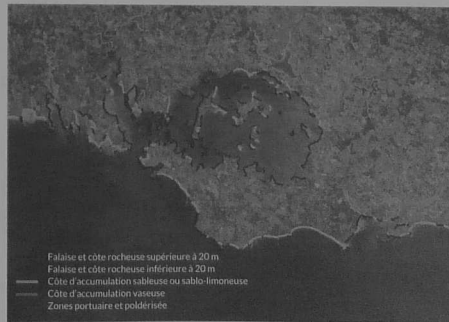 Falaise et côte rocheuse supérieure à 20 m
Falaise et côte rocheuse inférieure à 20 m
Côte d'accumulation sableuse ou sablo-limoneuse
Côte d'accumulation vaseuse
Zones portuaire et poldérisée